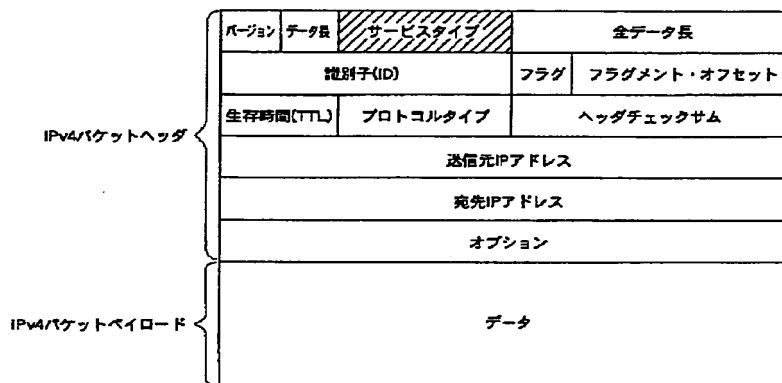 バージョン データ長 サービスタイプ 全データ長
識別子(ID) フラグ フラグメント・オフセット
生存時間(TTL) プロトコルタイプ ヘッダチェックサム
IPv4パケットヘッダ
送信元IPアドレス
宛先IPアドレス
オプション
IPv4パケットペイロード
データ